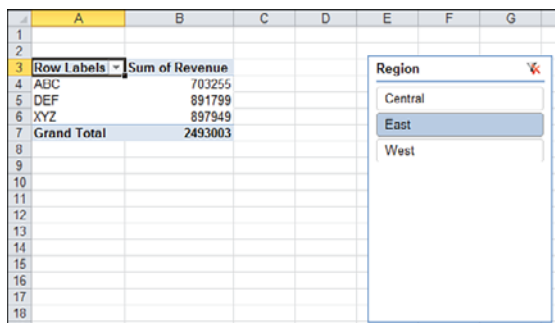 A B C D E F G
1
2
3 Row Labels Sum of Revenue Region
4 ABC 703255
5 DEF 891799 Central
6 XYZ 897949 East
7 Grand Total 2493003
8 West
9
10
11
12
13
14
15
16
17
18